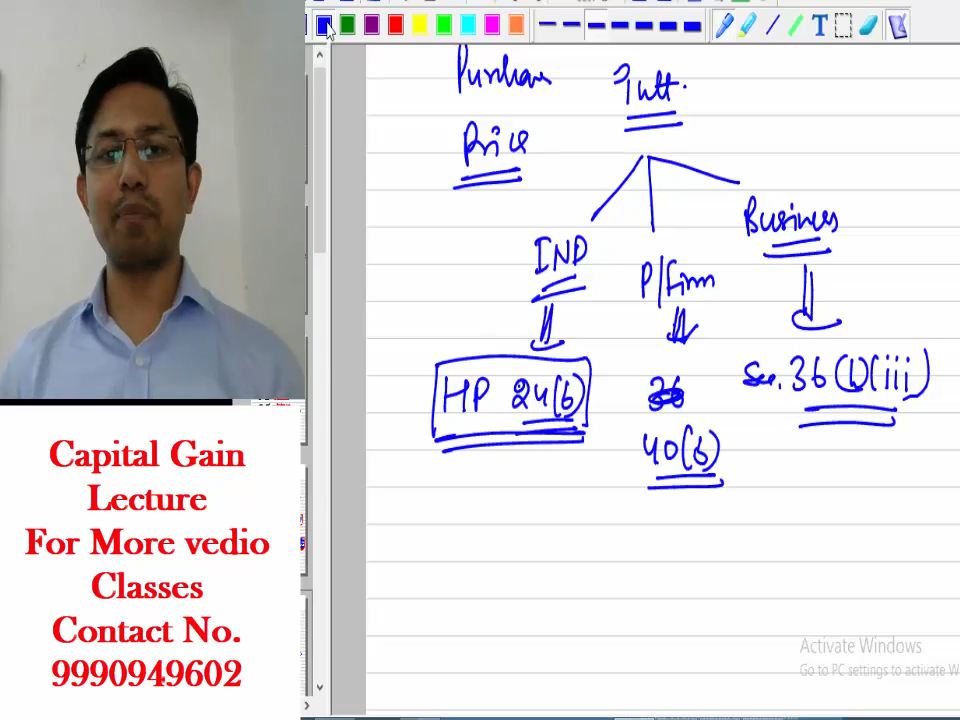 Purchase
Intt.
Price
IND
P/Firm
Business
HP 24(b)
36
Sec. 36(1)(iii)
40(b)
Capital Gain
Lecture
For More vedio
Classes
Contact No.
9990949602
T
Activate Windows
Go to PC settings to activate W